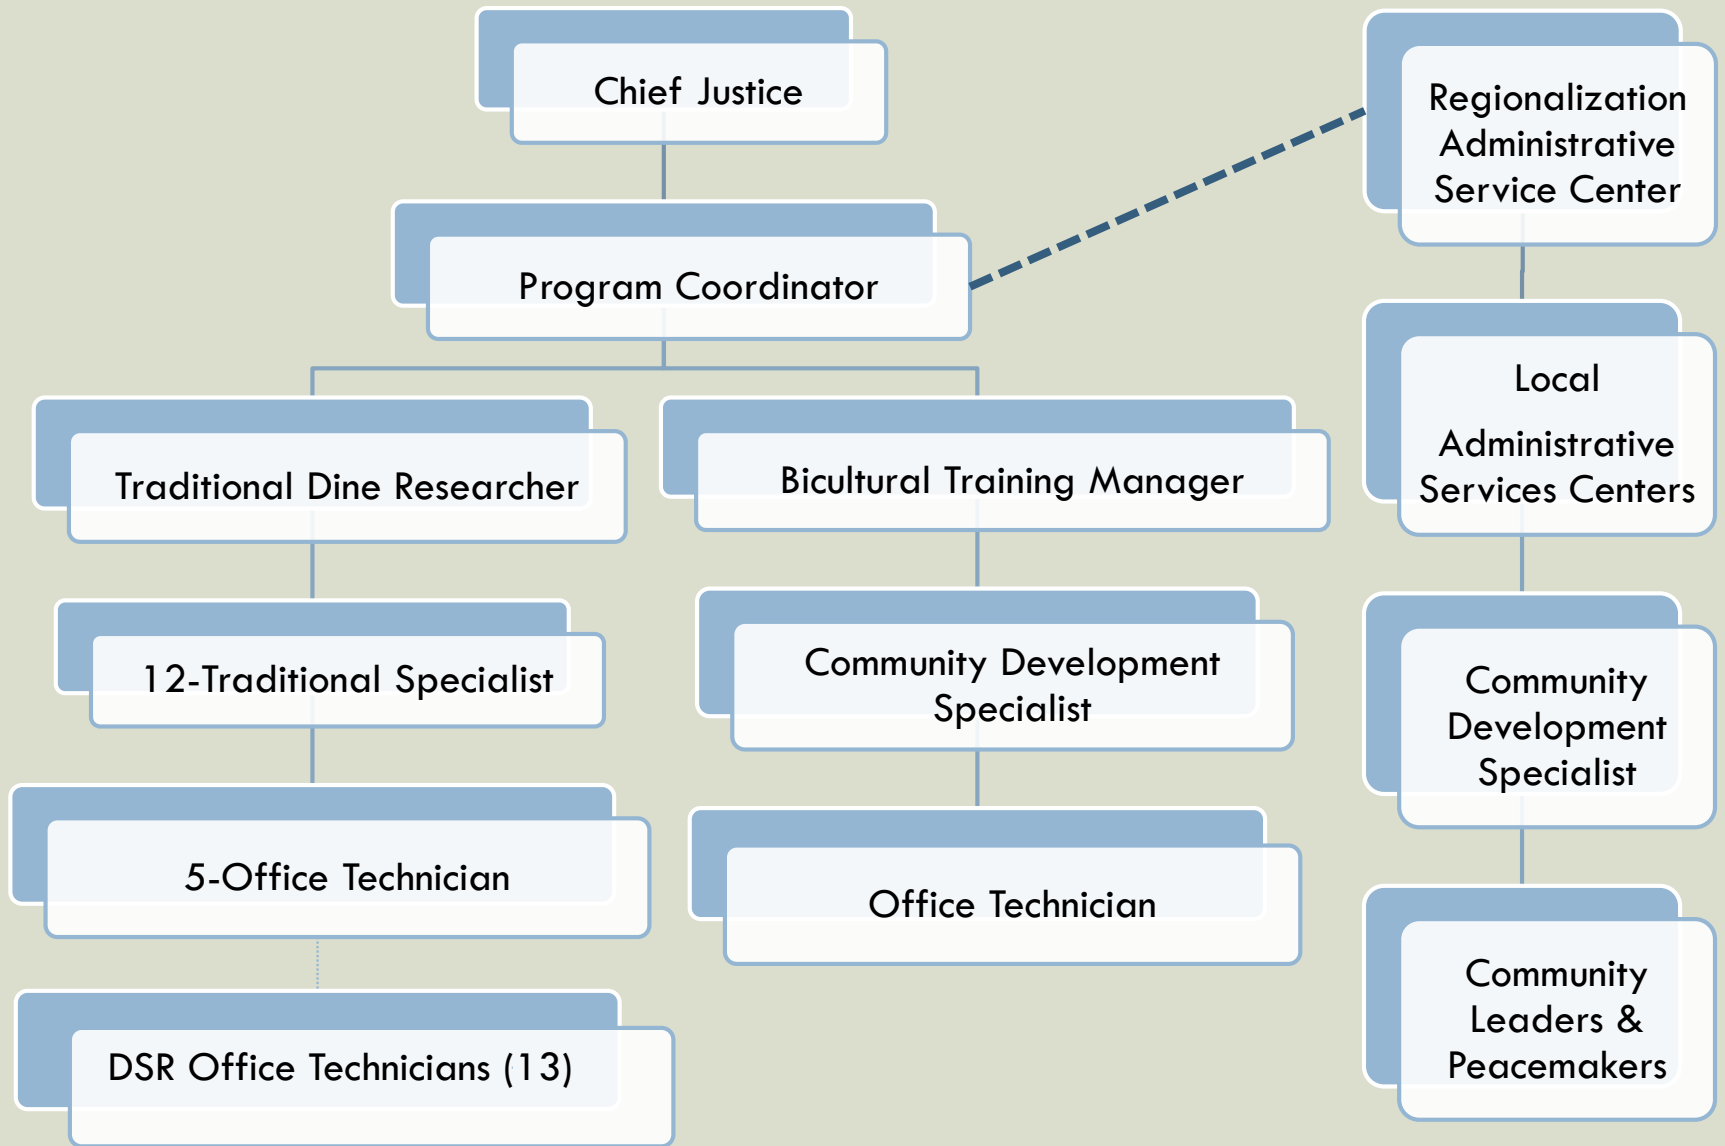 Chief Justice
Program Coordinator
Traditional Dine Researcher
12-Traditional Specialist
5-Office Technician
DSR Office Technicians (13)
Bicultural Training Manager
Community Development
Specialist
Office Technician
Regionalization
Administrative
Service Center
Local
Administrative
Services Centers
Community
Development
Specialist
Community
Leaders &
Peacemakers